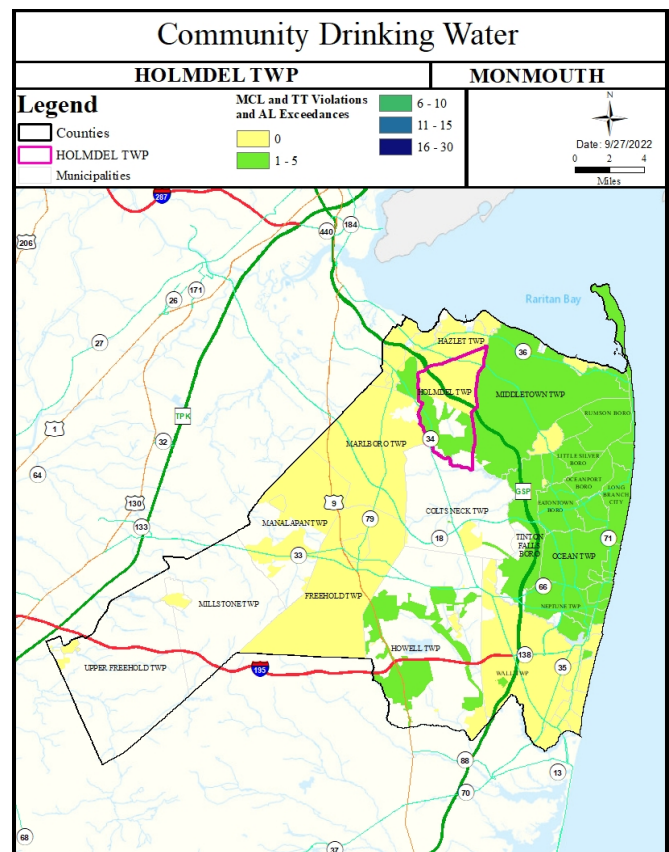 Community Drinking Water
HOLMDEL TWP
MONMOUTH
Legend
Counties
HOLMDEL TWP
Municipalities
MCL and TT Violations
and AL Exceedances
0
1 - 5
6 - 10
11 - 15
16 - 30
N
Date: 9/27/2022
0 2 4
Miles
287
440
184
206
171
26
Raritan Bay
27
HAZLET TWP
36
HOLMDEL TWP
MIDDLETOWN TWP
RUMSON BORO
TPK
1
32
34
MARLBORO TWP
LITTLE SILVER
BORO
OCEANPORT
BORO
64
130
9
GSP
EATONTOWN
BORO
LONG
BRANCH
CITY
133
79
COLTS NECK TWP
MANALAPAN TWP
18
TINTON
FALLS
BORO
71
33
OCEAN TWP
66
MILLSTONE TWP
FREEHOLD TWP
NEPTUNE TWP
HOWELL TWP
138
35
UPPER FREEHOLD TWP
195
WALL TWP
88
13
70
68
37